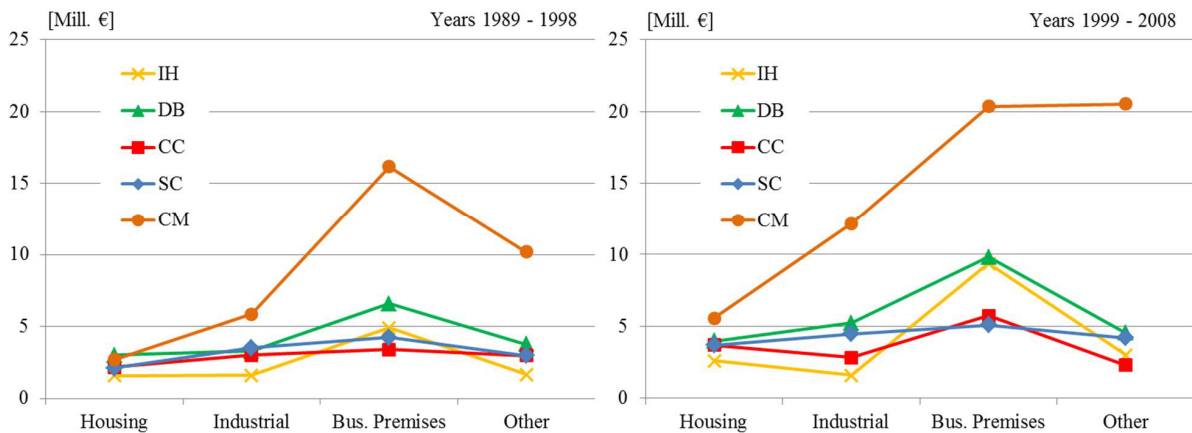 [Mill. €] Years 1989 - 1998
25
20
15
10
5
0
IH
DB
CC
SC
CM
Housing Industrial Bus. Premises Other
[Mill. €] Years 1999 - 2008
25
20
15
10
5
0
IH
DB
CC
SC
CM
Housing Industrial Bus. Premises Other